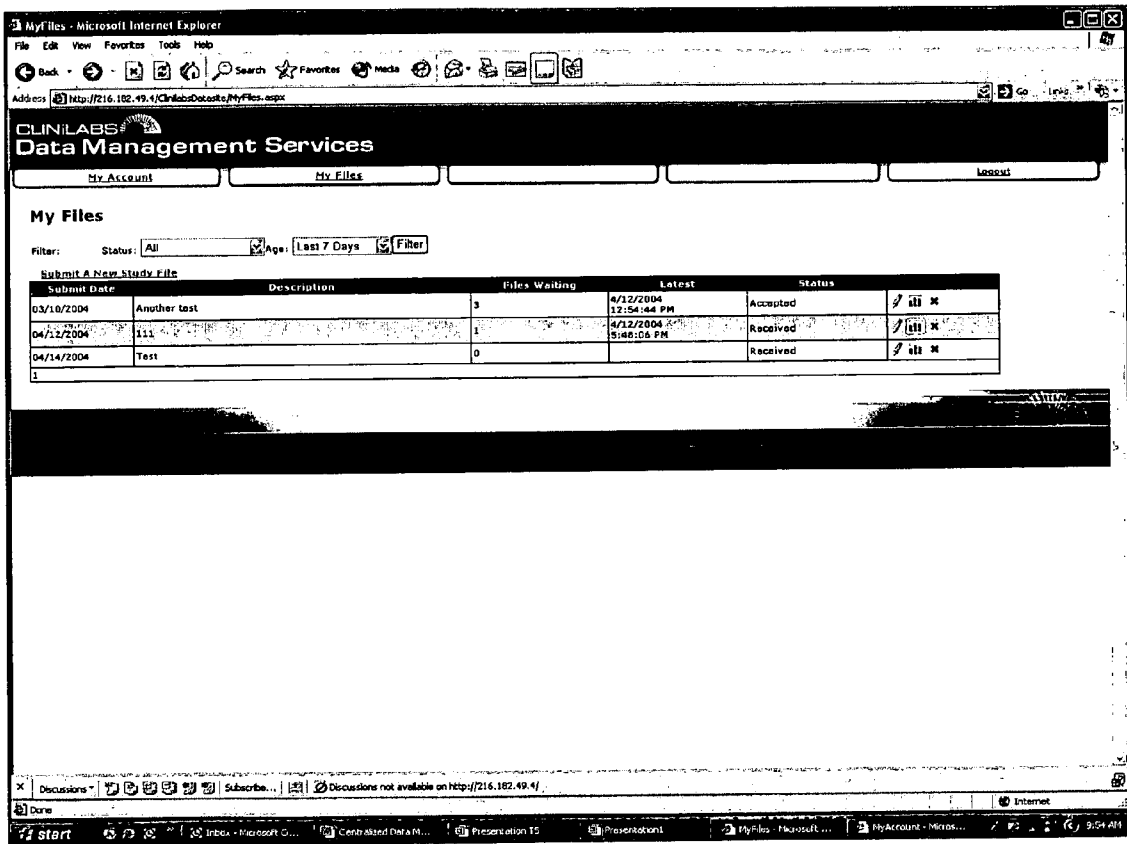 MyFiles - Microsoft Internet Explorer
File Edit View Favorites Tools Help
Back Search Favorites Media
Address http://216.182.49.4/ClinilabsDatasite/MyFiles.aspx Go Links
CLINiLABS
Data Management Services
My Account My Files Logout
My Files
Filter: Status: All Age: Last 7 Days Filter
Submit A New Study File
Submit Date Description Files Waiting Latest Status
03/10/2004 Another test 3 4/12/2004 12:54:44 PM Accepted
04/12/2004 111 1 4/12/2004 5:48:06 PM Received
04/14/2004 Test 0 Received
1
Discussions Subscribe... Discussions not available on http://216.182.49.4/
Done Internet
start Inbox - Microsoft O... Centralized Data M... Presentation T5 Presentation1 MyFiles - Microsoft ... MyAccount - Micros... 9:54 AM